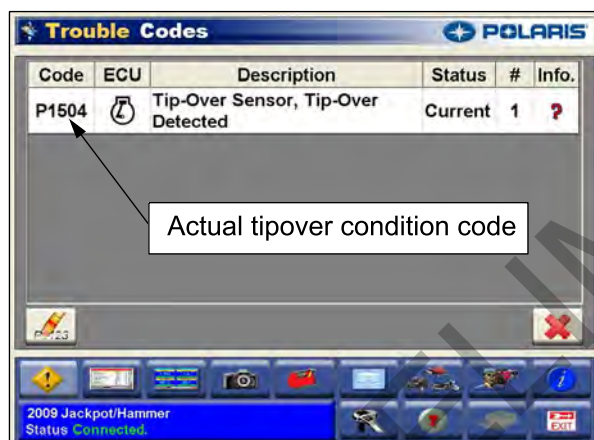 Trouble Codes
POLARIS
Code ECU Description Status # Info.
P1504 Tip-Over Sensor, Tip-Over Detected Current 1 ?
Actual tipover condition code
2009 Jackpot/Hammer
Status Connected.
EXIT